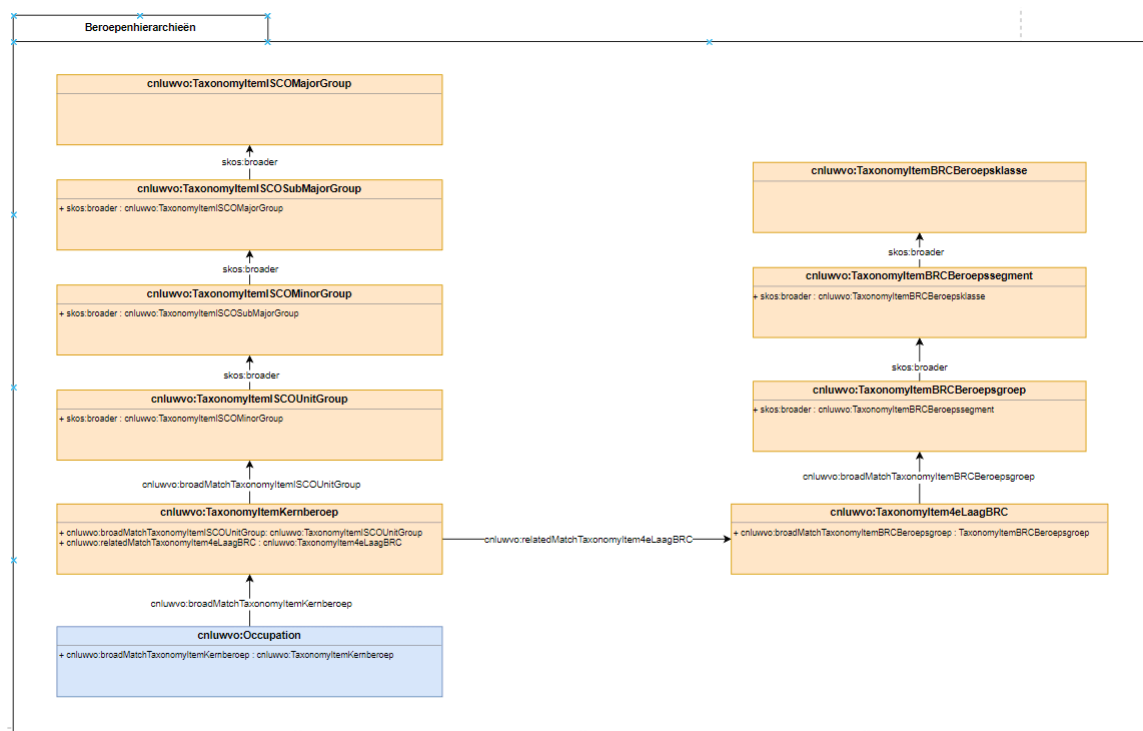 Beroepenhierarchieën
cnluwvo:TaxonomyItemISCOMajorGroup
skos:broader
cnluwvo:TaxonomyItemISCOSubMajorGroup
+ skos:broader : cnluwvo:TaxonomyItemISCOMajorGroup
skos:broader
cnluwvo:TaxonomyItemISCOMinorGroup
+ skos:broader : cnluwvo:TaxonomyItemISCOSubMajorGroup
skos:broader
cnluwvo:TaxonomyItemISCOUnitGroup
+ skos:broader : cnluwvo:TaxonomyItemISCOMinorGroup
cnluwvo:broadMatchTaxonomyItemISCOUnitGroup
cnluwvo:TaxonomyItemKernberoep
+ cnluwvo:broadMatchTaxonomyItemISCOUnitGroup: cnluwvo:TaxonomyItemISCOUnitGroup
+ cnluwvo:relatedMatchTaxonomyItem4eLaagBRC : cnluwvo:TaxonomyItem4eLaagBRC
cnluwvo:broadMatchTaxonomyItemKernberoep
cnluwvo:Occupation
+ cnluwvo:broadMatchTaxonomyItemKernberoep : cnluwvo:TaxonomyItemKernberoep
cnluwvo:relatedMatchTaxonomyItem4eLaagBRC
cnluwvo:TaxonomyItemBRCBeroepsklasse
skos:broader
cnluwvo:TaxonomyItemBRCBeroepssegment
+ skos:broader : cnluwvo:TaxonomyItemBRCBeroepsklasse
skos:broader
cnluwvo:TaxonomyItemBRCBeroepsgroep
+ skos:broader : cnluwvo:TaxonomyItemBRCBeroepssegment
cnluwvo:broadMatchTaxonomyItemBRCBeroepsgroep
cnluwvo:TaxonomyItem4eLaagBRC
+ cnluwvo:broadMatchTaxonomyItemBRCBeroepsgroep : TaxonomyItemBRCBeroepsgroep